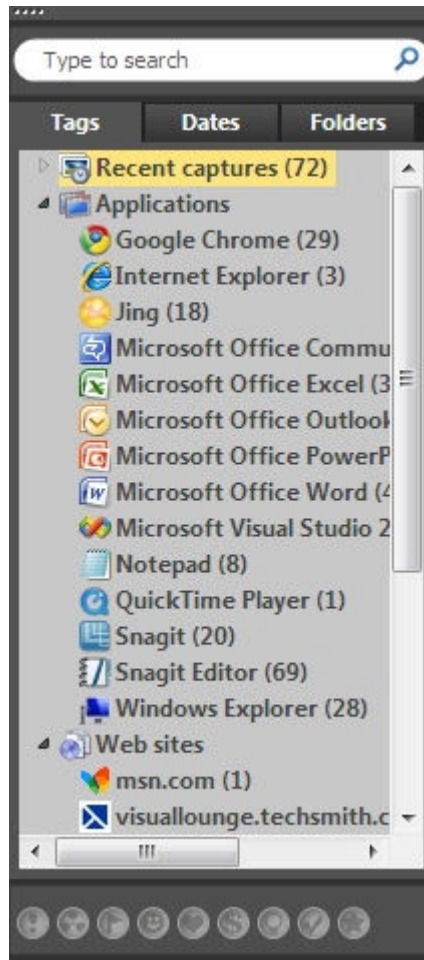 Type to search
Tags Dates Folders
Recent captures (72)
Applications
Google Chrome (29)
Internet Explorer (3)
Jing (18)
Microsoft Office Commu
Microsoft Office Excel (3
Microsoft Office Outlook
Microsoft Office PowerP
Microsoft Office Word (4
Microsoft Visual Studio 2
Notepad (8)
QuickTime Player (1)
Snagit (20)
Snagit Editor (69)
Windows Explorer (28)
Web sites
msn.com (1)
visuallounge.techsmith.c